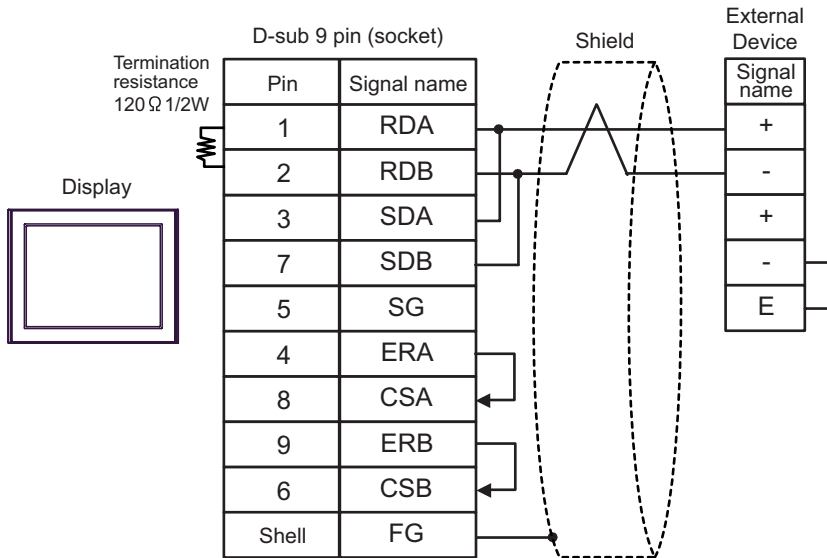 External
Device
D-sub 9 pin (socket)
Shield
Termination
resistance
120 Ω 1/2W
Pin Signal name
Signal
name
1 RDA +
2 RDB -
Display
3 SDA +
7 SDB -
5 SG E
4 ERA
8 CSA
9 ERB
6 CSB
Shell FG